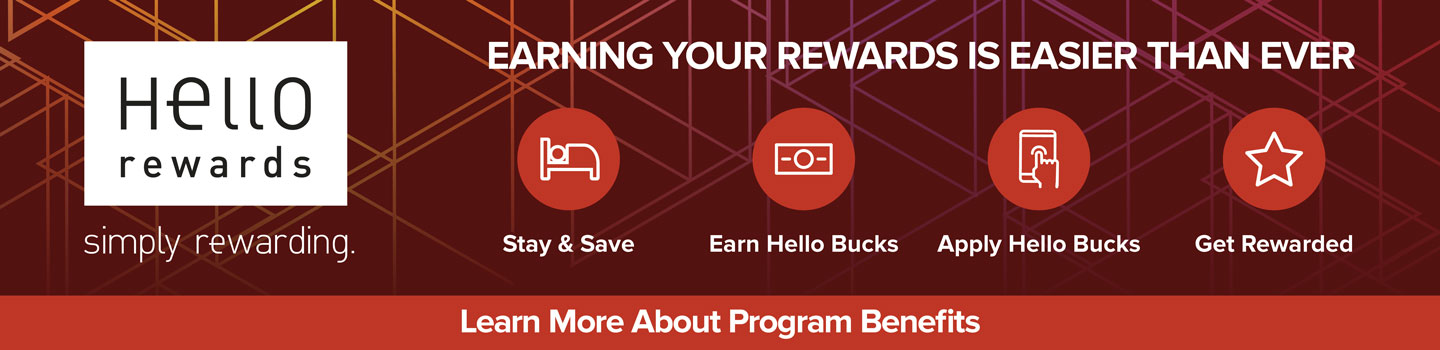 Hello
rewards
simply rewarding.
EARNING YOUR REWARDS IS EASIER THAN EVER
Stay & Save
Earn Hello Bucks
Apply Hello Bucks
Get Rewarded
Learn More About Program Benefits